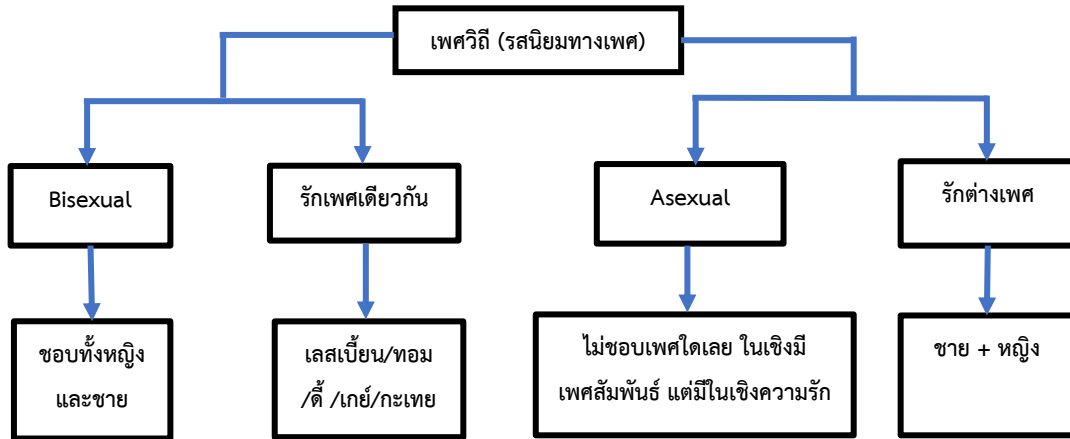 เพศวิถี (รสนิยมทางเพศ)
Bisexual
รักเพศเดียวกัน
Asexual
รักต่างเพศ
ชอบทั้งหญิง
และชาย
เลสเบี้ยน/ทอม
/ดี้ /เกย์/กะเทย
ไม่ชอบเพศใดเลย ในเชิงมี
เพศสัมพันธ์ แต่มีในเชิงความรัก
ชาย + หญิง